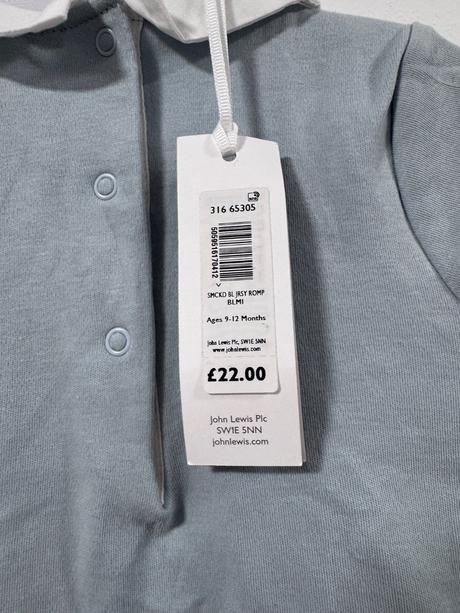 316 65305
5059516170412
SMCKD BL JRSY ROMP
BLMI
Ages 9-12 Months
John Lewis Plc, SW1E 5NN
www.johnlewis.com
£22.00
John Lewis Plc
SW1E 5NN
johnlewis.com